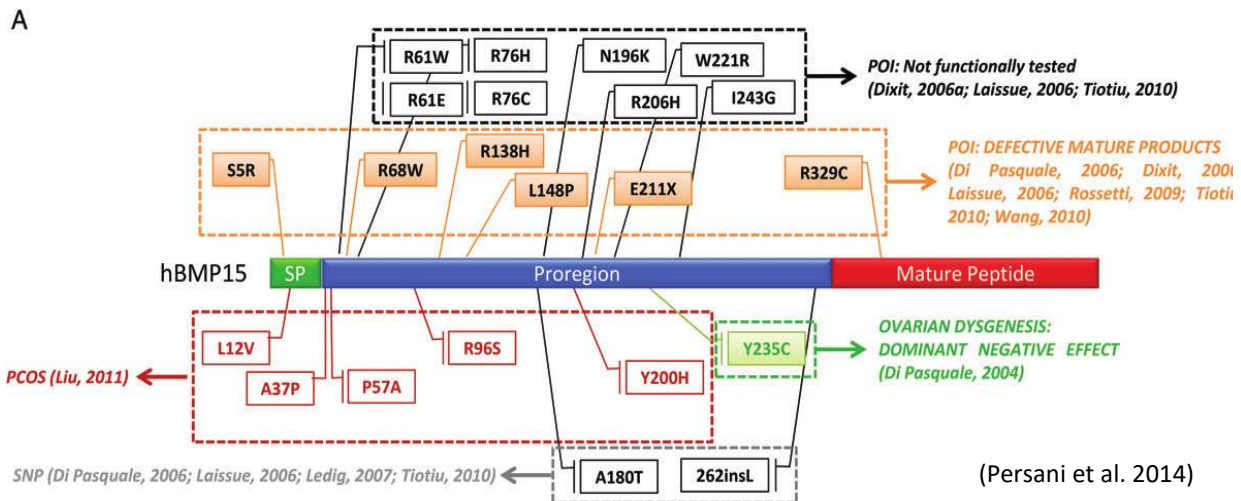 A
R61W
R76H
N196K
W221R
R61E
R76C
R206H
I243G
POI: Not functionally tested
(Dixit, 2006a; Laissue, 2006; Tiotiu, 2010)
S5R
R68W
R138H
L148P
E211X
R329C
POI: DEFECTIVE MATURE PRODUCTS
(Di Pasquale, 2006; Dixit, 2006
Laissue, 2006; Rossetti, 2009; Tiotiu
2010; Wang, 2010)
hBMP15
SP
Proregion
Mature Peptide
L12V
A37P
P57A
R96S
Y200H
Y235C
PCOS (Liu, 2011)
OVARIAN DYSGENESIS:
DOMINANT NEGATIVE EFFECT
(Di Pasquale, 2004)
SNP (Di Pasquale, 2006; Laissue, 2006; Ledig, 2007; Tiotiu, 2010)
A180T
262insL
(Persani et al. 2014)